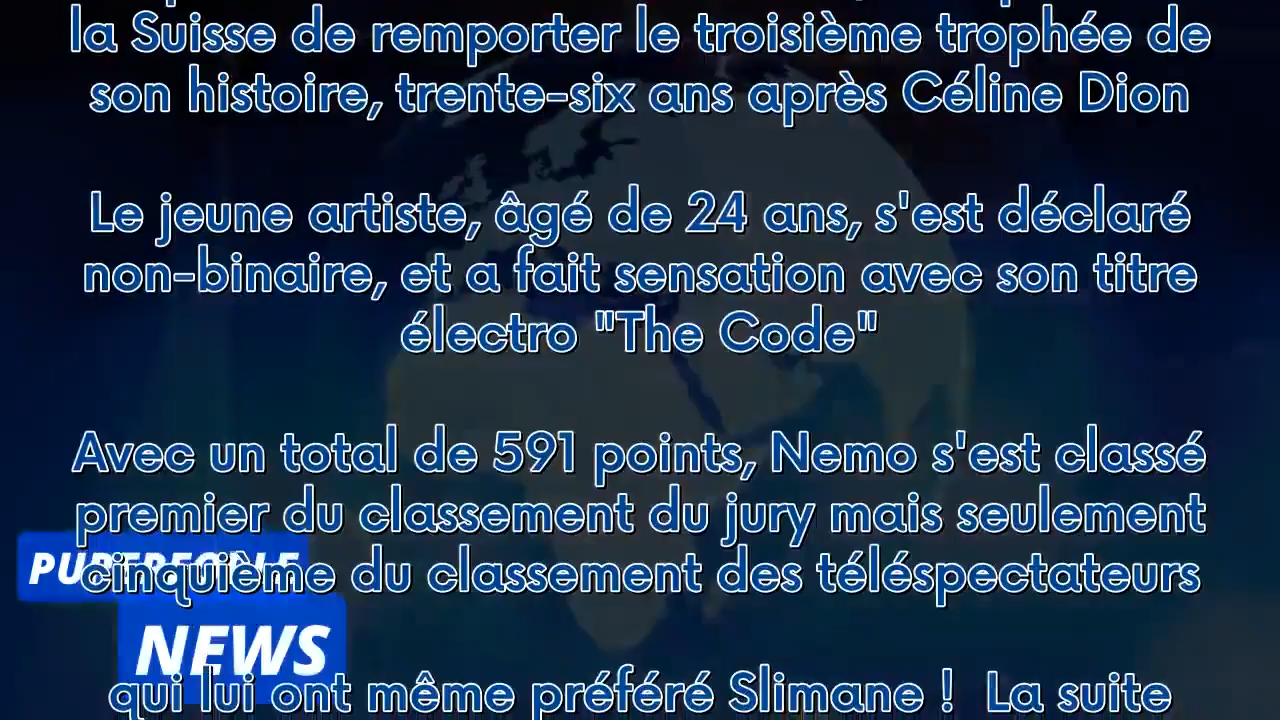 la Suisse de remporter le troisième trophée de
son histoire, trente-six ans après Céline Dion
Le jeune artiste, âgé de 24 ans, s'est déclaré
non-binaire, et a fait sensation avec son titre
électro "The Code"
Avec un total de 591 points, Nemo s'est classé
premier du classement du jury mais seulement
cinquième du classement des téléspectateurs
NEWS
qui lui ont même préféré Slimane ! La suite